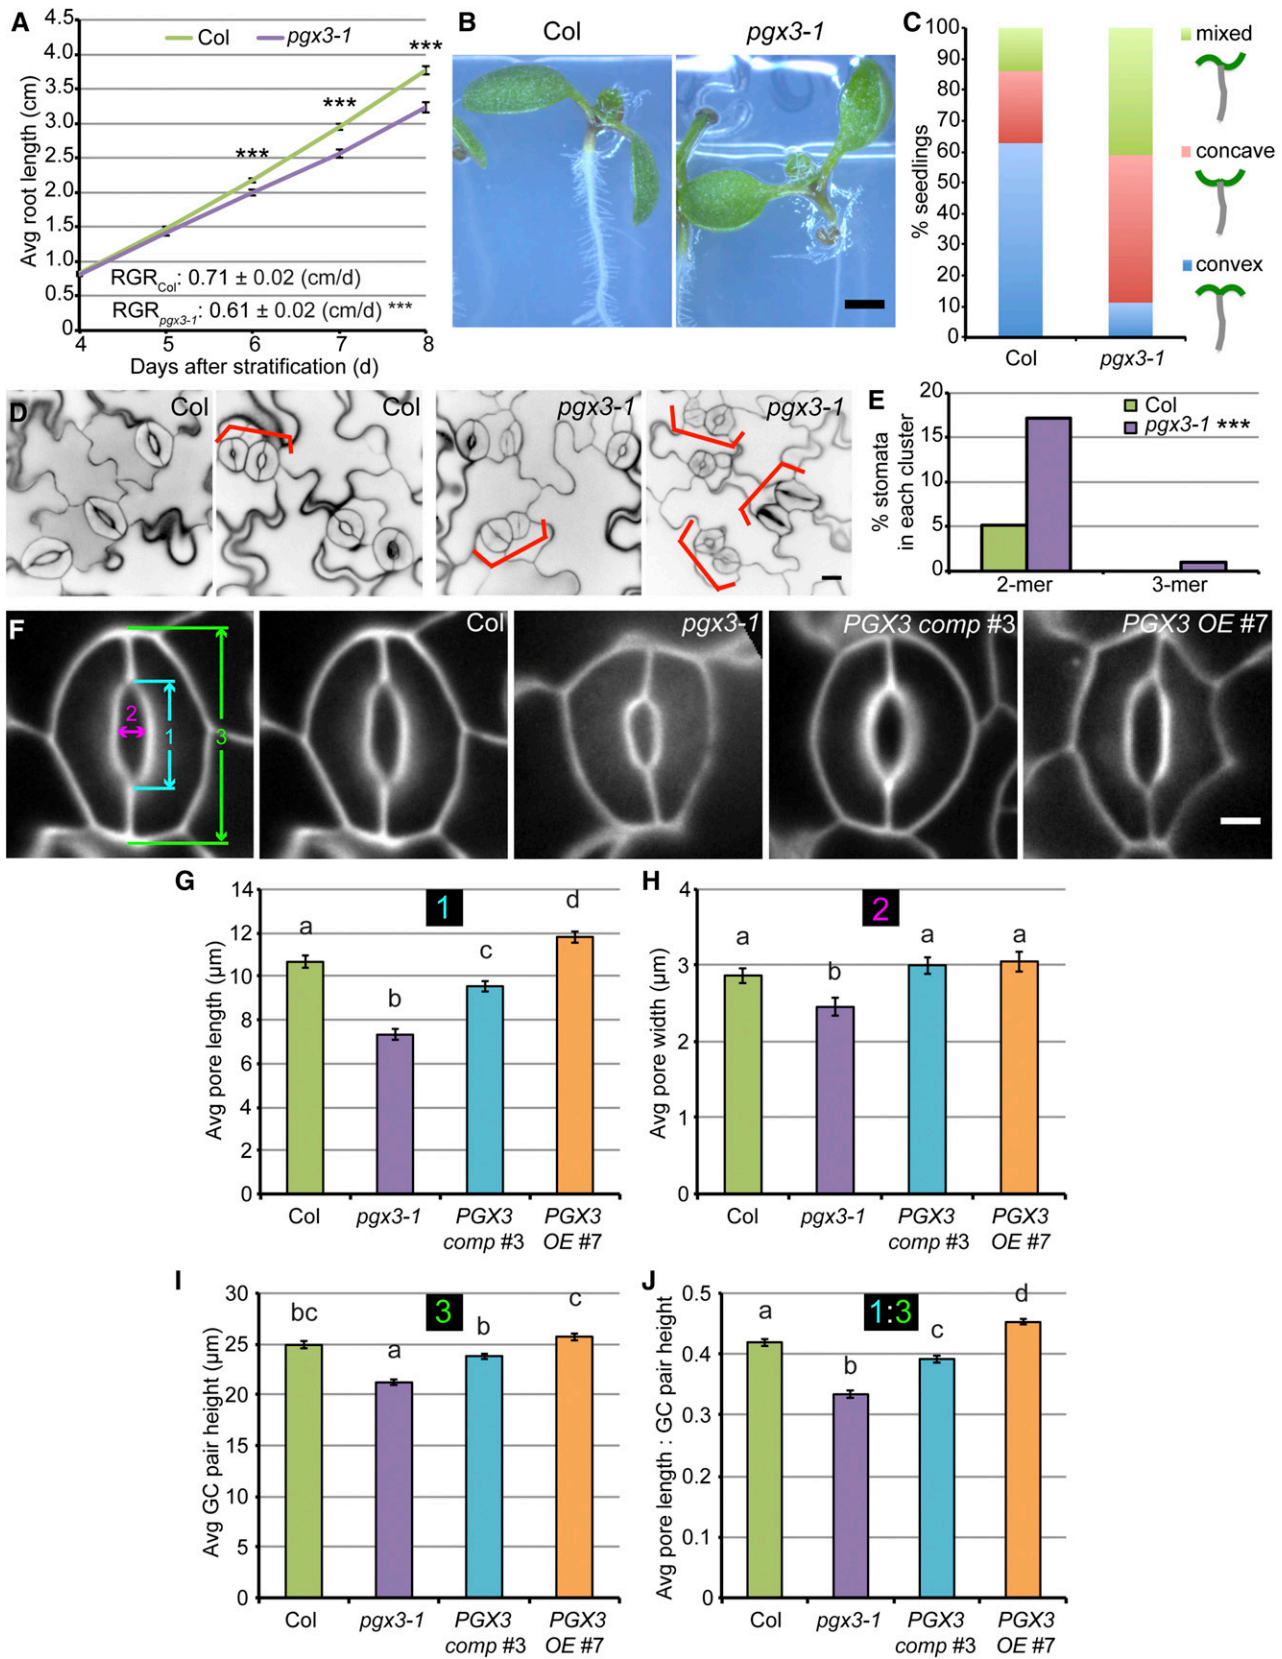 A
Avg root length (cm)
4.5
4.0
3.5
3.0
2.5
2.0
1.5
1.0
0.5
0
Col
pgx3-1
***
***
***
RGRCol: 0.71 ± 0.02 (cm/d)
RGRpgx3-1: 0.61 ± 0.02 (cm/d) ***
4 5 6 7 8
Days after stratification (d)
B
Col
pgx3-1
C
% seedlings
100
90
80
70
60
50
40
30
20
10
0
Col
pgx3-1
mixed
concave
convex
D
Col
Col
pgx3-1
pgx3-1
E
% stomata
in each cluster
20
15
10
5
0
Col
pgx3-1 ***
2-mer
3-mer
F
1
2
3
Col
pgx3-1
PGX3 comp #3
PGX3 OE #7
G
1
Avg pore length (µm)
14
12
10
8
6
4
2
0
a
b
c
d
Col
pgx3-1
PGX3
comp #3
PGX3
OE #7
H
2
Avg pore width (µm)
4
3
2
1
0
a
b
a
a
Col
pgx3-1
PGX3
comp #3
PGX3
OE #7
I
3
Avg GC pair height (µm)
30
25
20
15
10
5
0
bc
a
b
c
Col
pgx3-1
PGX3
comp #3
PGX3
OE #7
J
1:3
Avg pore length : GC pair height
0.5
0.4
0.3
0.2
0.1
0
a
b
c
d
Col
pgx3-1
PGX3
comp #3
PGX3
OE #7